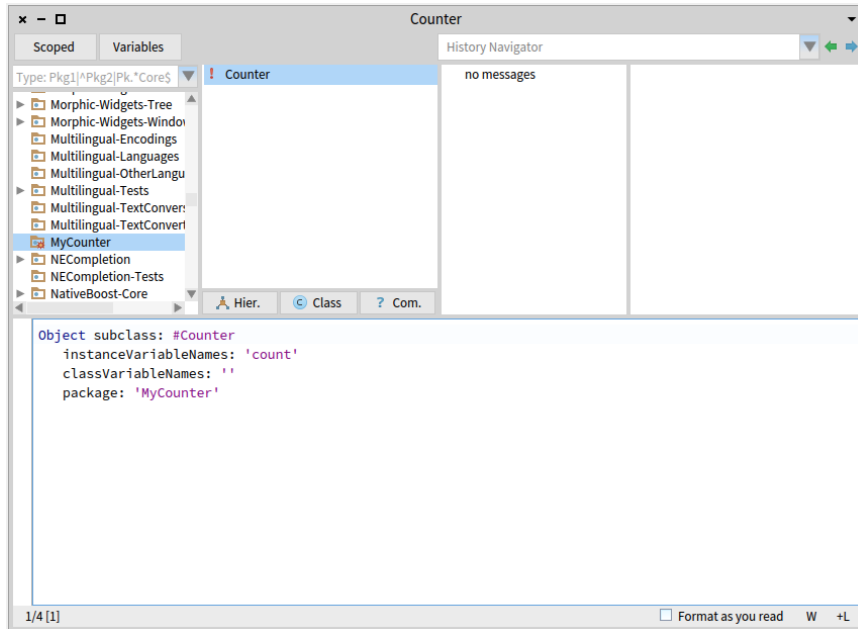 Counter
Scoped Variables History Navigator
Type: Pkg1|^Pkg2|Pk.*Core$
! Counter
no messages
Morphic-Widgets-Tree
Morphic-Widgets-Windov
Multilingual-Encodings
Multilingual-Languages
Multilingual-OtherLangu
Multilingual-Tests
Multilingual-TextConver
Multilingual-TextConvert
MyCounter
NECompletion
NECompletion-Tests
NativeBoost-Core
Hier. C Class ? Com.
Object subclass: #Counter
instanceVariableNames: 'count'
classVariableNames: ''
package: 'MyCounter'
1/4 [1] Format as you read W +L